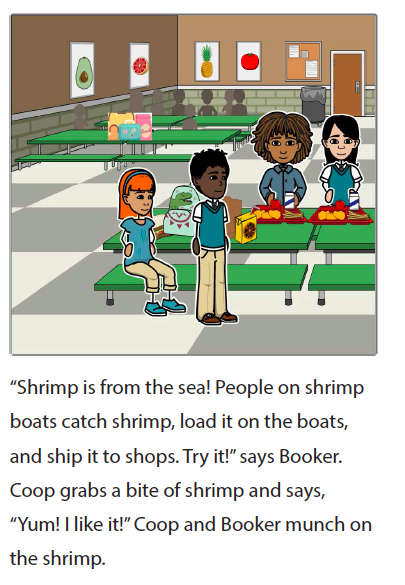 “Shrimp is from the sea! People on shrimp
boats catch shrimp, load it on the boats,
and ship it to shops. Try it!” says Booker.
Coop grabs a bite of shrimp and says,
“Yum! I like it!” Coop and Booker munch on
the shrimp.